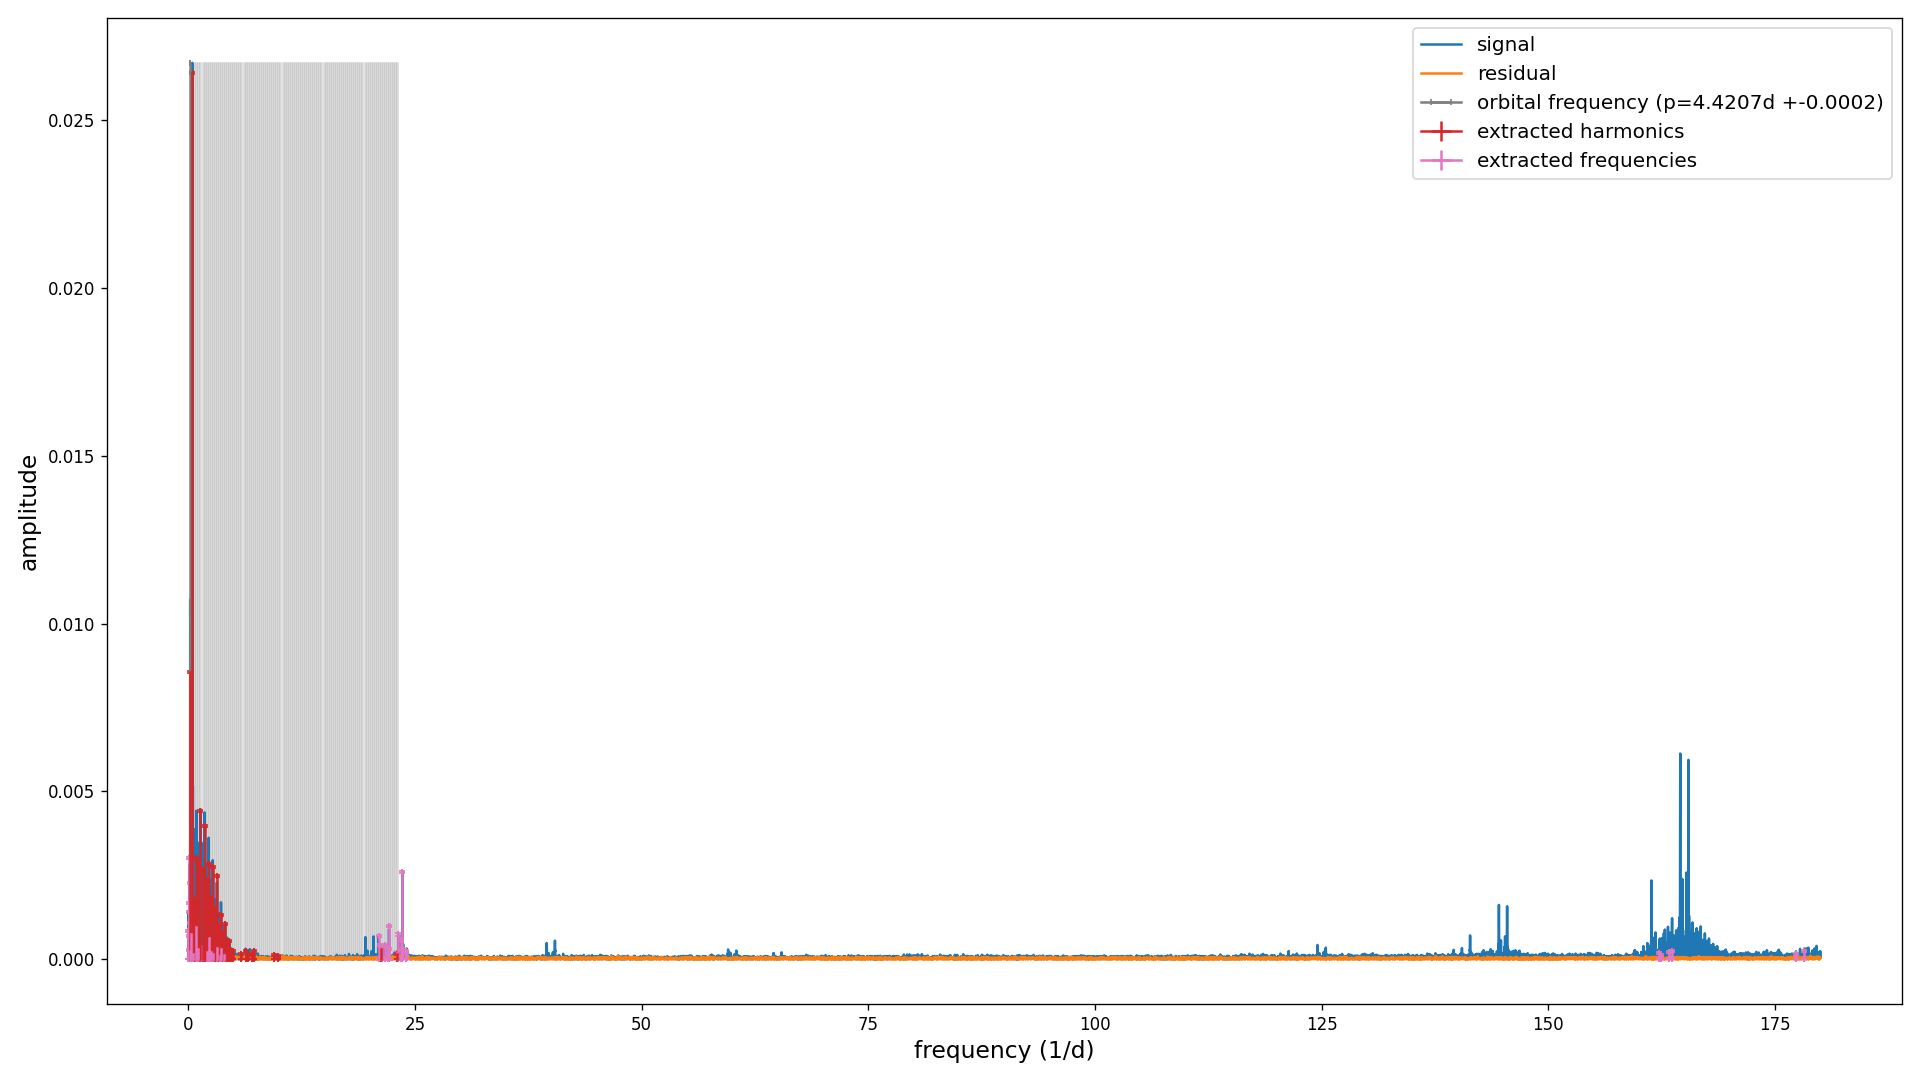 signal
residual
orbital frequency (p=4.4207d +-0.0002)
extracted harmonics
extracted frequencies
amplitude
0.025
0.020
0.015
0.010
0.005
0.000
0 25 50 75 100 125 150 175
frequency (1/d)